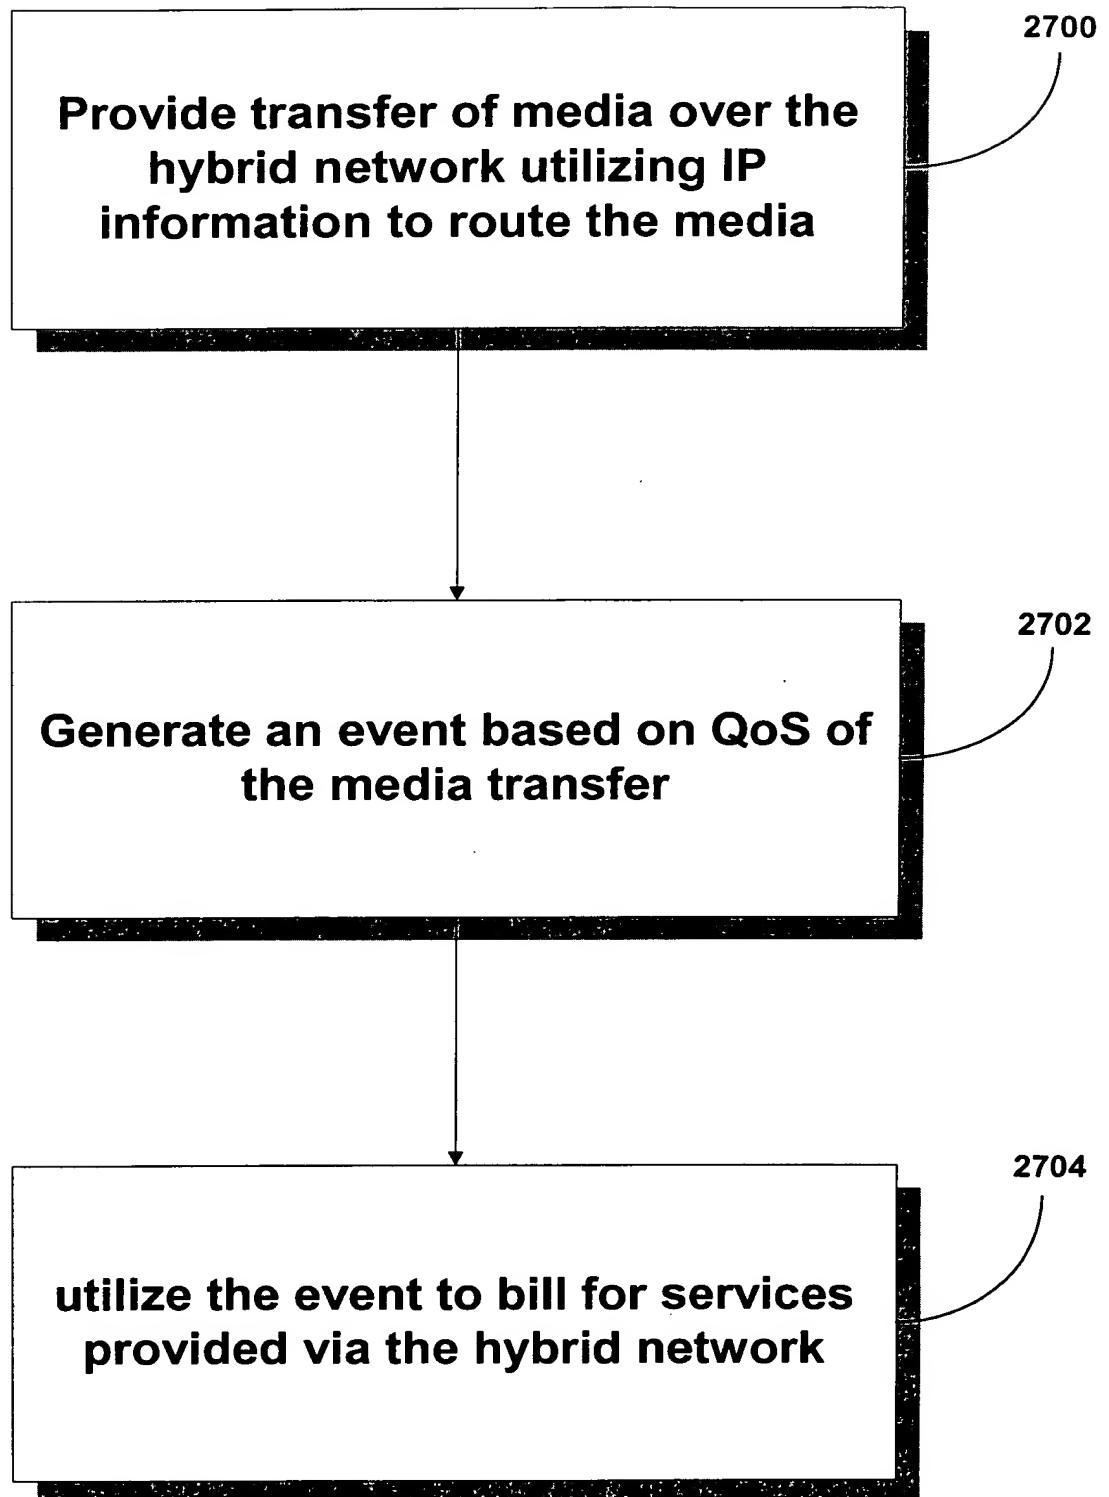 2700
Provide transfer of media over the
hybrid network utilizing IP
information to route the media
2702
Generate an event based on QoS of
the media transfer
2704
utilize the event to bill for services
provided via the hybrid network